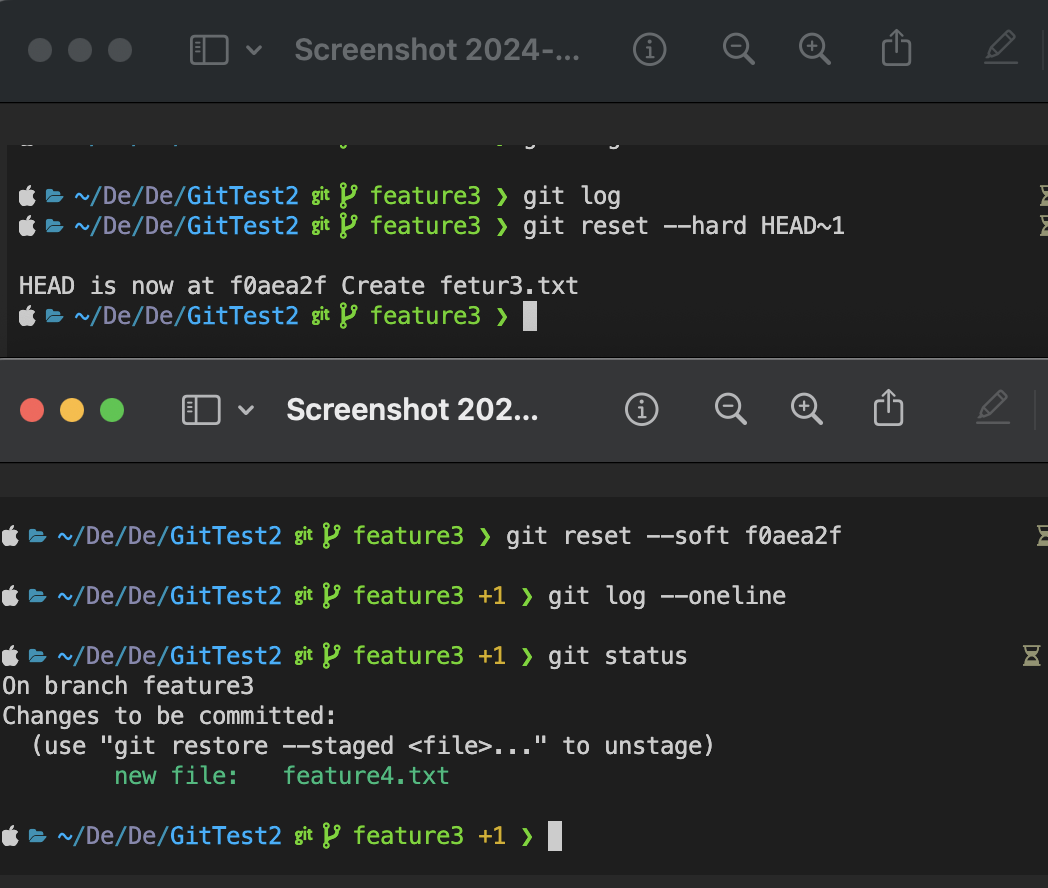 Screenshot 2024-...
~/De/De/GitTest2 git feature3 ❯ git log
~/De/De/GitTest2 git feature3 ❯ git reset --hard HEAD~1
HEAD is now at f0aea2f Create fetur3.txt
~/De/De/GitTest2 git feature3 ❯
Screenshot 202...
~/De/De/GitTest2 git feature3 ❯ git reset --soft f0aea2f
~/De/De/GitTest2 git feature3 +1 ❯ git log --oneline
~/De/De/GitTest2 git feature3 +1 ❯ git status
On branch feature3
Changes to be committed:
(use "git restore --staged <file>..." to unstage)
new file: feature4.txt
~/De/De/GitTest2 git feature3 +1 ❯